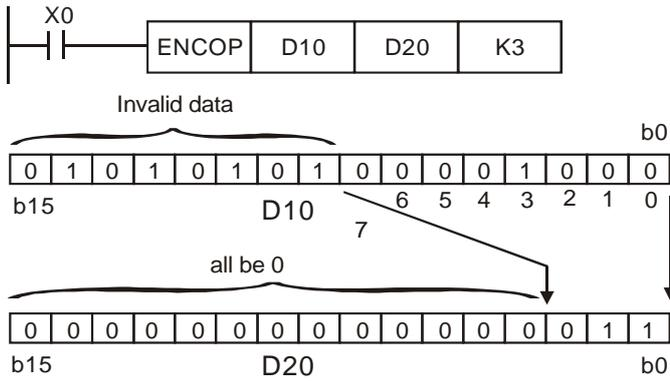 X0
ENCOP D10 D20 K3
Invalid data
b0
0 1 0 1 0 1 0 1 0 0 0 0 1 0 0 0
b15 D10 7 6 5 4 3 2 1 0
all be 0
0 0 0 0 0 0 0 0 0 0 0 0 0 0 1 1
b15 D20 b0